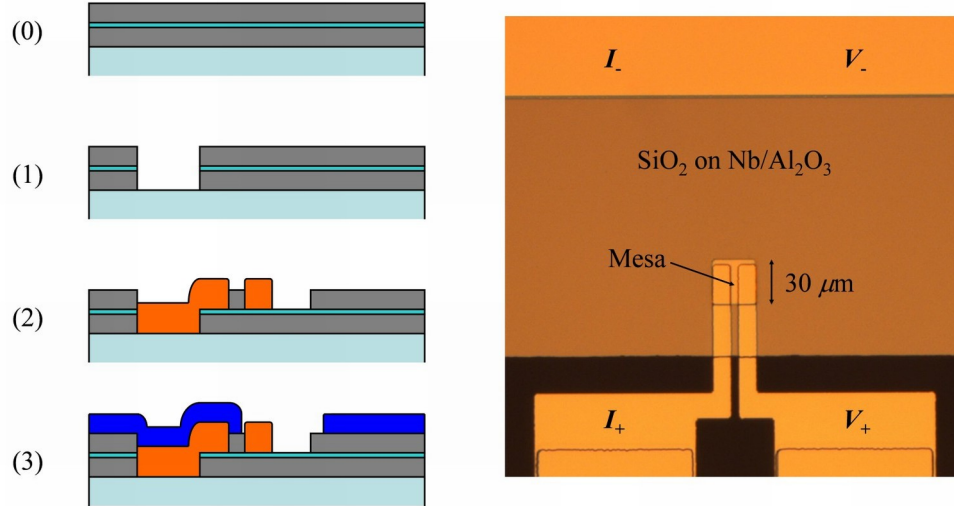 (0)
(1)
(2)
(3)
I₋ V₋
SiO₂ on Nb/Al₂O₃
Mesa
30 μm
I₊ V₊